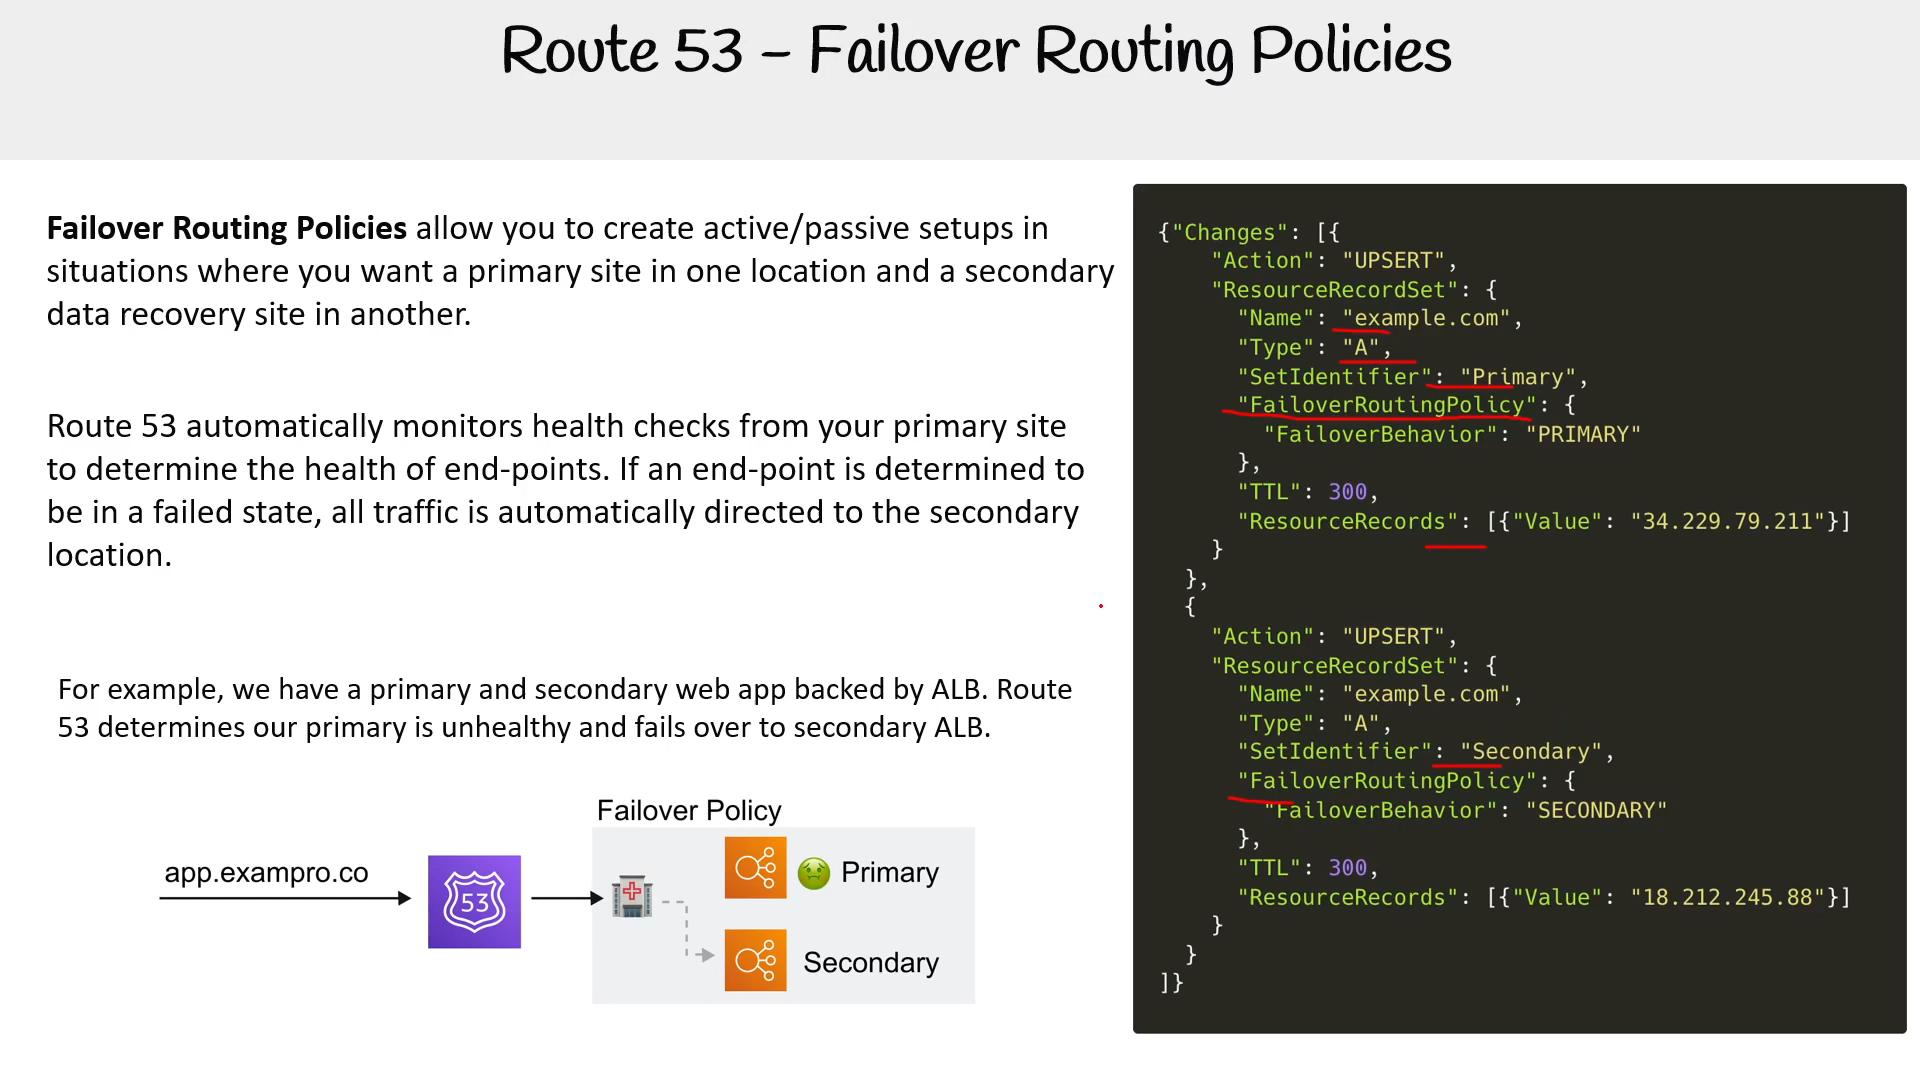 Route 53 – Failover Routing Policies
Failover Routing Policies allow you to create active/passive setups in
situations where you want a primary site in one location and a secondary
data recovery site in another.
Route 53 automatically monitors health checks from your primary site
to determine the health of end-points. If an end-point is determined to
be in a failed state, all traffic is automatically directed to the secondary
location.
For example, we have a primary and secondary web app backed by ALB. Route
53 determines our primary is unhealthy and fails over to secondary ALB.
app.exampro.co
53
Failover Policy
Primary
Secondary
{"Changes": [{
"Action": "UPSERT",
"ResourceRecordSet": {
"Name": "example.com",
"Type": "A",
"SetIdentifier": "Primary",
"FailoverRoutingPolicy": {
"FailoverBehavior": "PRIMARY"
},
"TTL": 300,
"ResourceRecords": [{"Value": "34.229.79.211"}]
}
},
{
"Action": "UPSERT",
"ResourceRecordSet": {
"Name": "example.com",
"Type": "A",
"SetIdentifier": "Secondary",
"FailoverRoutingPolicy": {
"FailoverBehavior": "SECONDARY"
},
"TTL": 300,
"ResourceRecords": [{"Value": "18.212.245.88"}]
}
}
]}